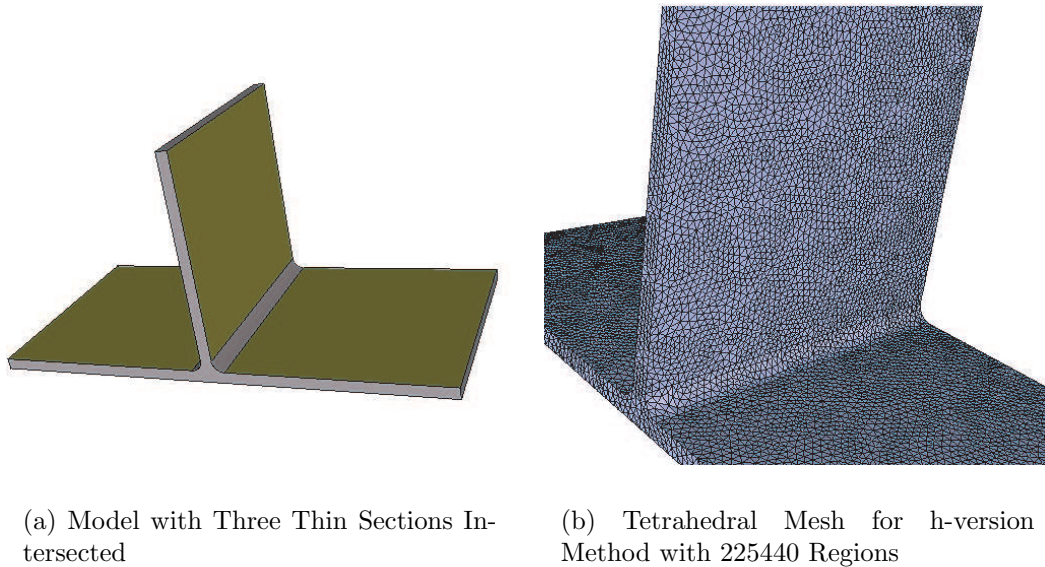 (a) Model with Three Thin Sections In-
tersected
(b) Tetrahedral Mesh for h-version
Method with 225440 Regions